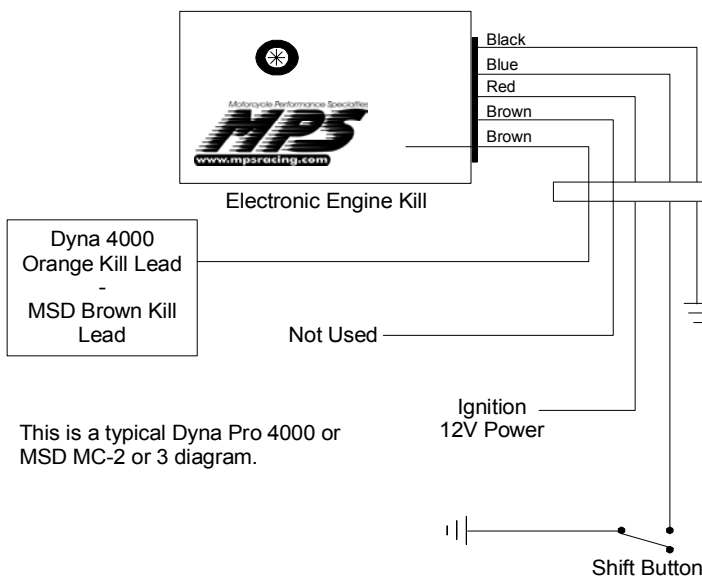 Black
Blue
Red
Brown
Brown
Motorcycle Performance Specialties
MPS
www.mpsracing.com
Electronic Engine Kill
Dyna 4000
Orange Kill Lead
-
MSD Brown Kill
Lead
Not Used
Ignition
12V Power
This is a typical Dyna Pro 4000 or
MSD MC-2 or 3 diagram.
Shift Button